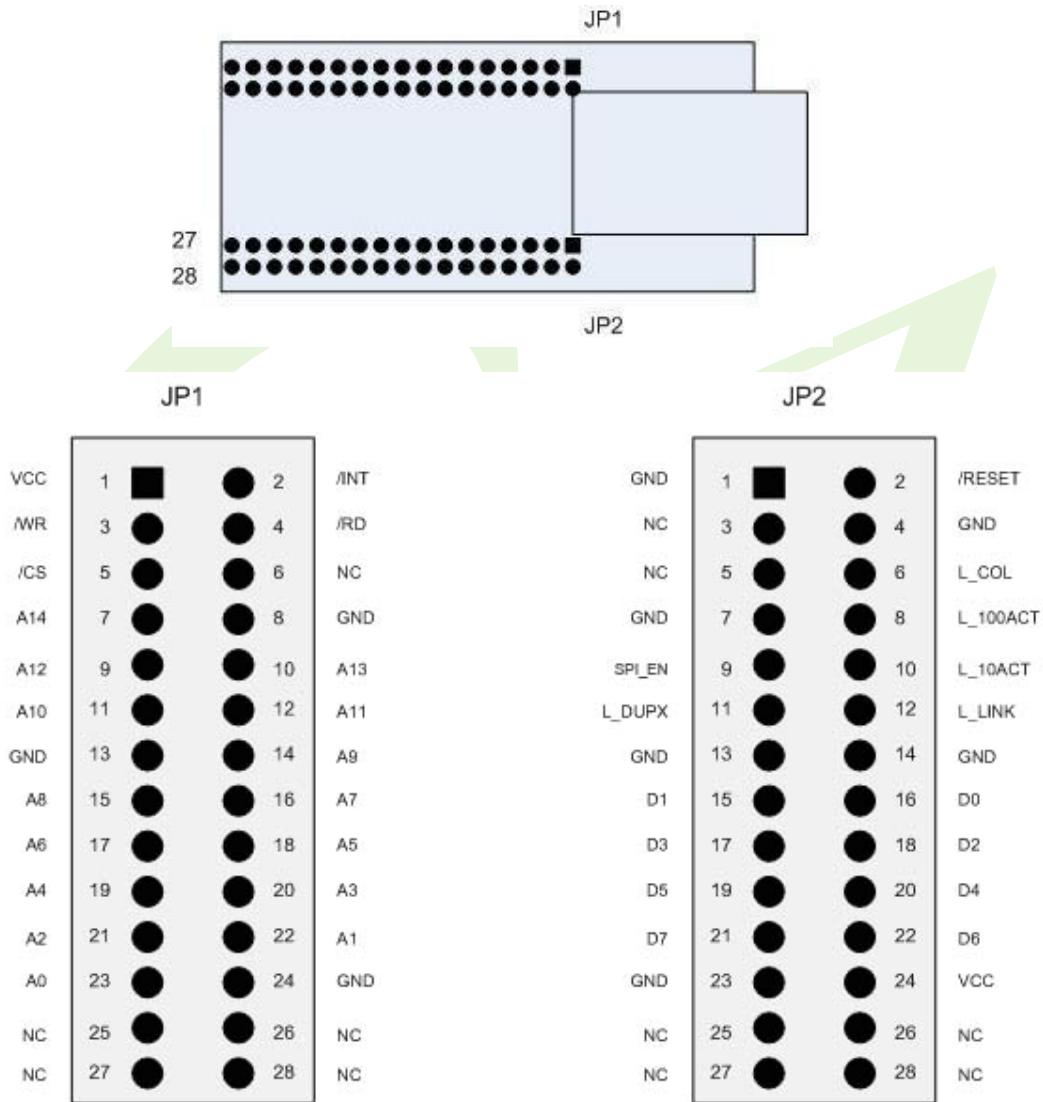 JP1
27
28
JP2
JP1 JP2
VCC 1 2 /INT GND 1 2 /RESET
/WR 3 4 /RD NC 3 4 GND
/CS 5 6 NC NC 5 6 L_COL
A14 7 8 GND GND 7 8 L_100ACT
A12 9 10 A13 SPI_EN 9 10 L_10ACT
A10 11 12 A11 L_DUPX 11 12 L_LINK
GND 13 14 A9 GND 13 14 GND
A8 15 16 A7 D1 15 16 D0
A6 17 18 A5 D3 17 18 D2
A4 19 20 A3 D5 19 20 D4
A2 21 22 A1 D7 21 22 D6
A0 23 24 GND GND 23 24 VCC
NC 25 26 NC NC 25 26 NC
NC 27 28 NC NC 27 28 NC